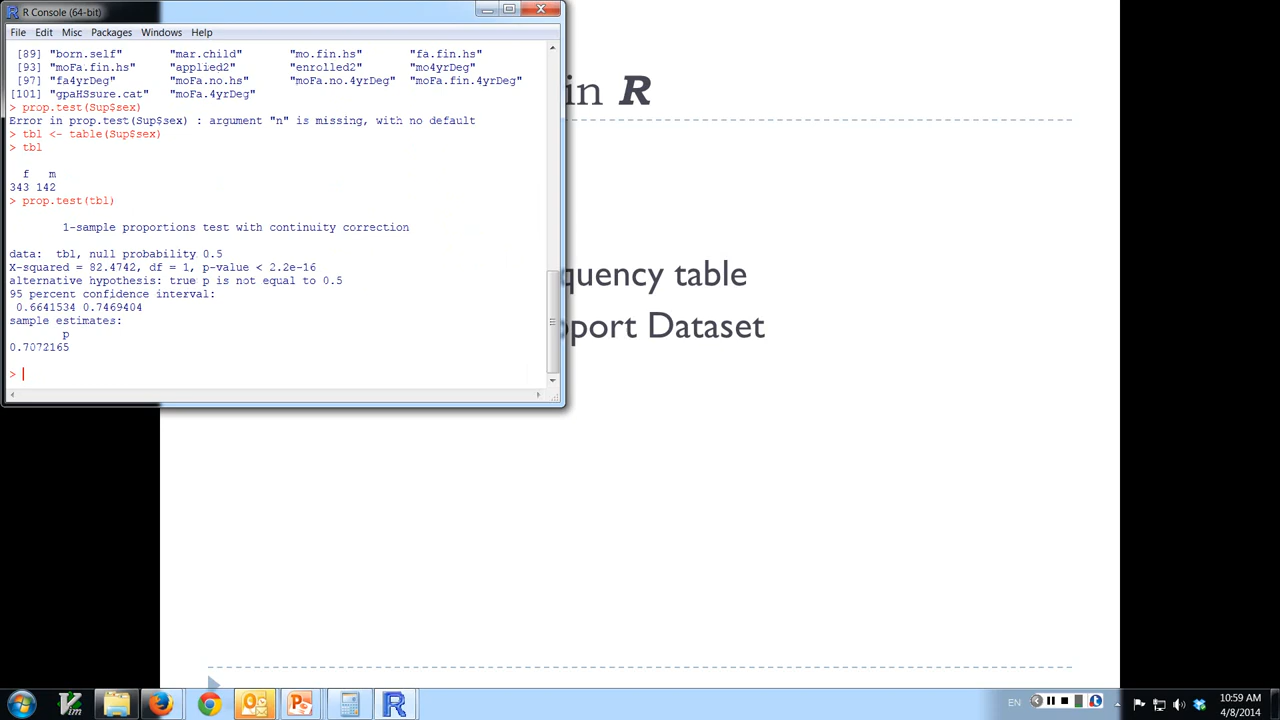 R Console (64-bit)
File Edit Misc Packages Windows Help
[89] "born.self" "mar.child" "mo.fin.hs" "fa.fin.hs"
[93] "moFa.fin.hs" "applied2" "enrolled2" "mo4yrDeg"
[97] "fa4yrDeg" "moFa.no.hs" "moFa.no.4yrDeg" "moFa.fin.4yrDeg"
[101] "gpaHSsure.cat" "moFa.4yrDeg"
> prop.test(Sup$sex)
Error in prop.test(Sup$sex) : argument "n" is missing, with no default
> tbl <- table(Sup$sex)
> tbl
f m
343 142
> prop.test(tbl)
1-sample proportions test with continuity correction
data: tbl, null probability 0.5
X-squared = 82.4742, df = 1, p-value < 2.2e-16
alternative hypothesis: true p is not equal to 0.5
95 percent confidence interval:
0.6641534 0.7469404
sample estimates:
p
0.7072165
>
in R
quency table
pport Dataset
EN
10:59 AM
4/8/2014